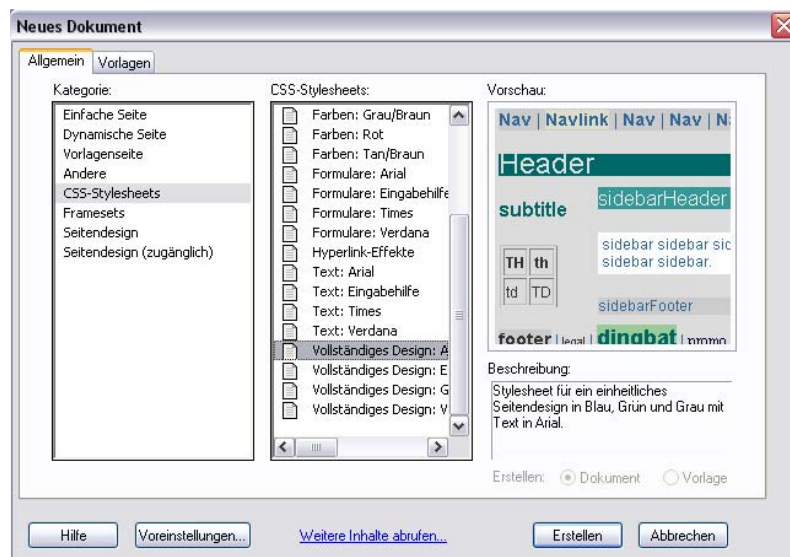 Neues Dokument
Allgemein
Vorlagen
Kategorie:
Einfache Seite
Dynamische Seite
Vorlagenseite
Andere
CSS-Stylesheets
Framesets
Seitendesign
Seitendesign (zugänglich)
CSS-Stylesheets:
Farben: Grau/Braun
Farben: Rot
Farben: Tan/Braun
Formulare: Arial
Formulare: Eingabehilfe
Formulare: Times
Formulare: Verdana
Hyperlink-Effekte
Text: Arial
Text: Eingabehilfe
Text: Times
Text: Verdana
Vollständiges Design: A
Vollständiges Design: E
Vollständiges Design: G
Vollständiges Design: V
Vorschau:
Nav | Navlink | Nav | Nav | N
Header
subtitle
sidebarHeader
sidebar sidebar sid
sidebar sidebar.
TH th
td TD
sidebarFooter
footer | legal | dingbat | promo
Beschreibung:
Stylesheet für ein einheitliches
Seitendesign in Blau, Grün und Grau mit
Text in Arial.
Erstellen: Dokument Vorlage
Hilfe
Voreinstellungen...
Weitere Inhalte abrufen...
Erstellen
Abbrechen